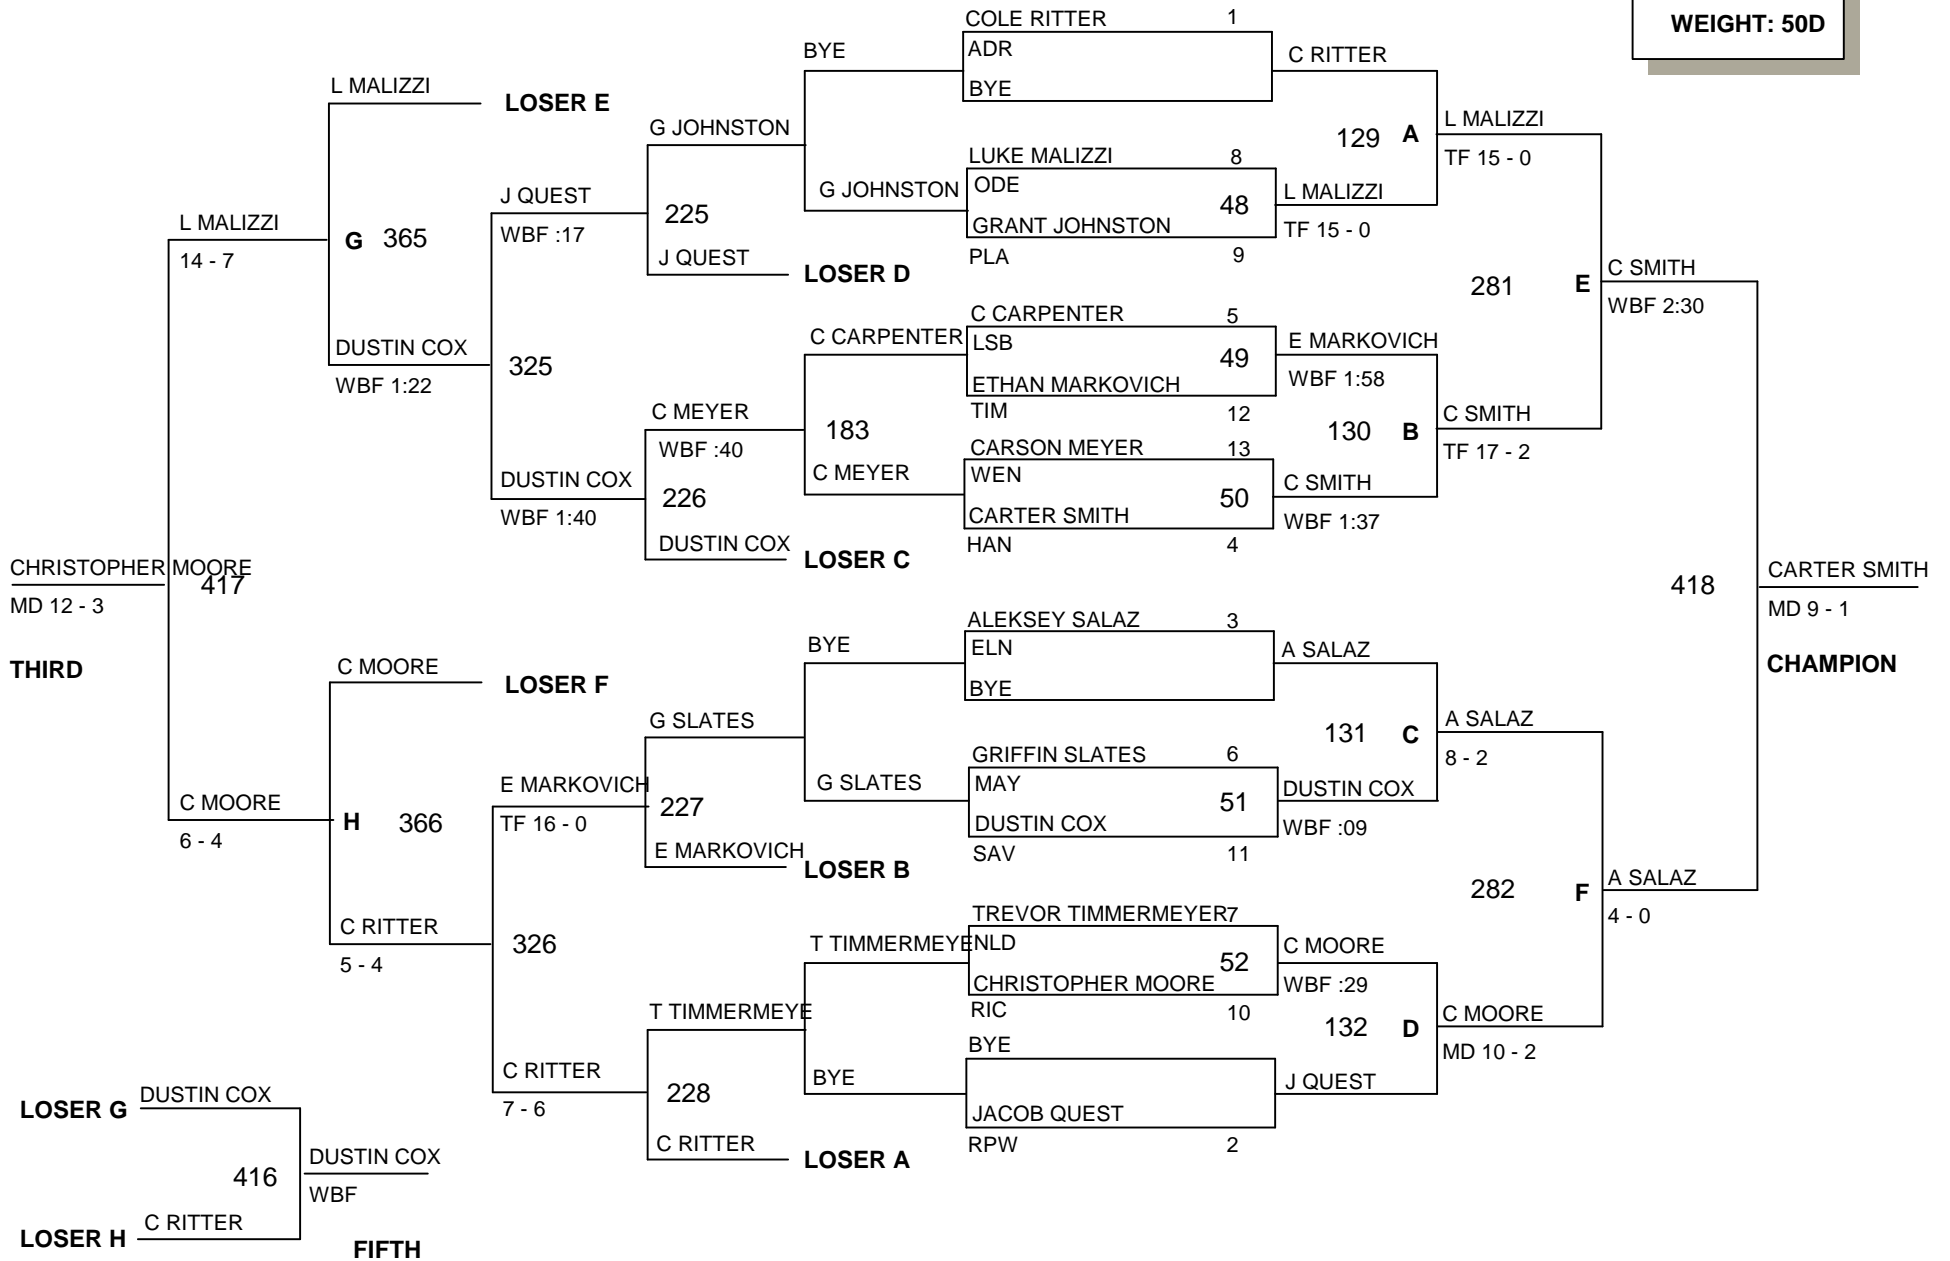 WEIGHT: 50D
COLE RITTER 1
ADR
BYE
C RITTER
BYE
129 A
L MALIZZI
TF 15 - 0
LUKE MALIZZI 8
ODE
48
GRANT JOHNSTON
PLA 9
L MALIZZI
TF 15 - 0
G JOHNSTON
G JOHNSTON
225
J QUEST
LOSER D
J QUEST
WBF :17
L MALIZZI
LOSER E
L MALIZZI
14 - 7
G 365
DUSTIN COX
WBF 1:22
325
281 E
C SMITH
WBF 2:30
C CARPENTER 5
LSB
49
ETHAN MARKOVICH
TIM 12
E MARKOVICH
WBF 1:58
C CARPENTER
130 B
C SMITH
TF 17 - 2
183
C MEYER
WBF :40
CARSON MEYER 13
WEN
50
CARTER SMITH
HAN 4
C SMITH
WBF 1:37
C MEYER
DUSTIN COX
WBF 1:40
226
DUSTIN COX
LOSER C
CHRISTOPHER MOORE
417
MD 12 - 3
THIRD
418
CARTER SMITH
MD 9 - 1
CHAMPION
ALEKSEY SALAZ 3
ELN
BYE
A SALAZ
BYE
131 C
A SALAZ
8 - 2
GRIFFIN SLATES 6
MAY
51
DUSTIN COX
SAV 11
DUSTIN COX
WBF :09
G SLATES
G SLATES
227
E MARKOVICH
LOSER B
E MARKOVICH
TF 16 - 0
C MOORE
LOSER F
C MOORE
6 - 4
H 366
C RITTER
5 - 4
326
282 F
A SALAZ
4 - 0
TREVOR TIMMERMEYER 7
NLD
52
CHRISTOPHER MOORE
RIC 10
C MOORE
WBF :29
T TIMMERMEYE
132 D
C MOORE
MD 10 - 2
BYE
JACOB QUEST
RPW 2
J QUEST
BYE
T TIMMERMEYE
228
C RITTER
LOSER A
C RITTER
7 - 6
LOSER G DUSTIN COX
416
DUSTIN COX
WBF
LOSER H C RITTER
FIFTH